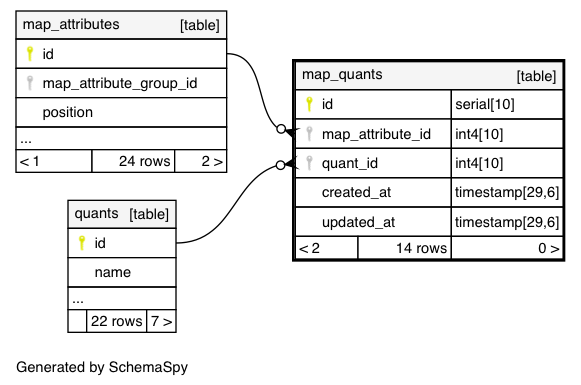 map_attributes [table]
id
map_attribute_group_id
position
...
< 1 24 rows 2 >
map_quants [table]
id serial[10]
map_attribute_id int4[10]
quant_id int4[10]
created_at timestamp[29,6]
updated_at timestamp[29,6]
< 2 14 rows 0 >
quants [table]
id
name
...
22 rows 7 >
Generated by SchemaSpy